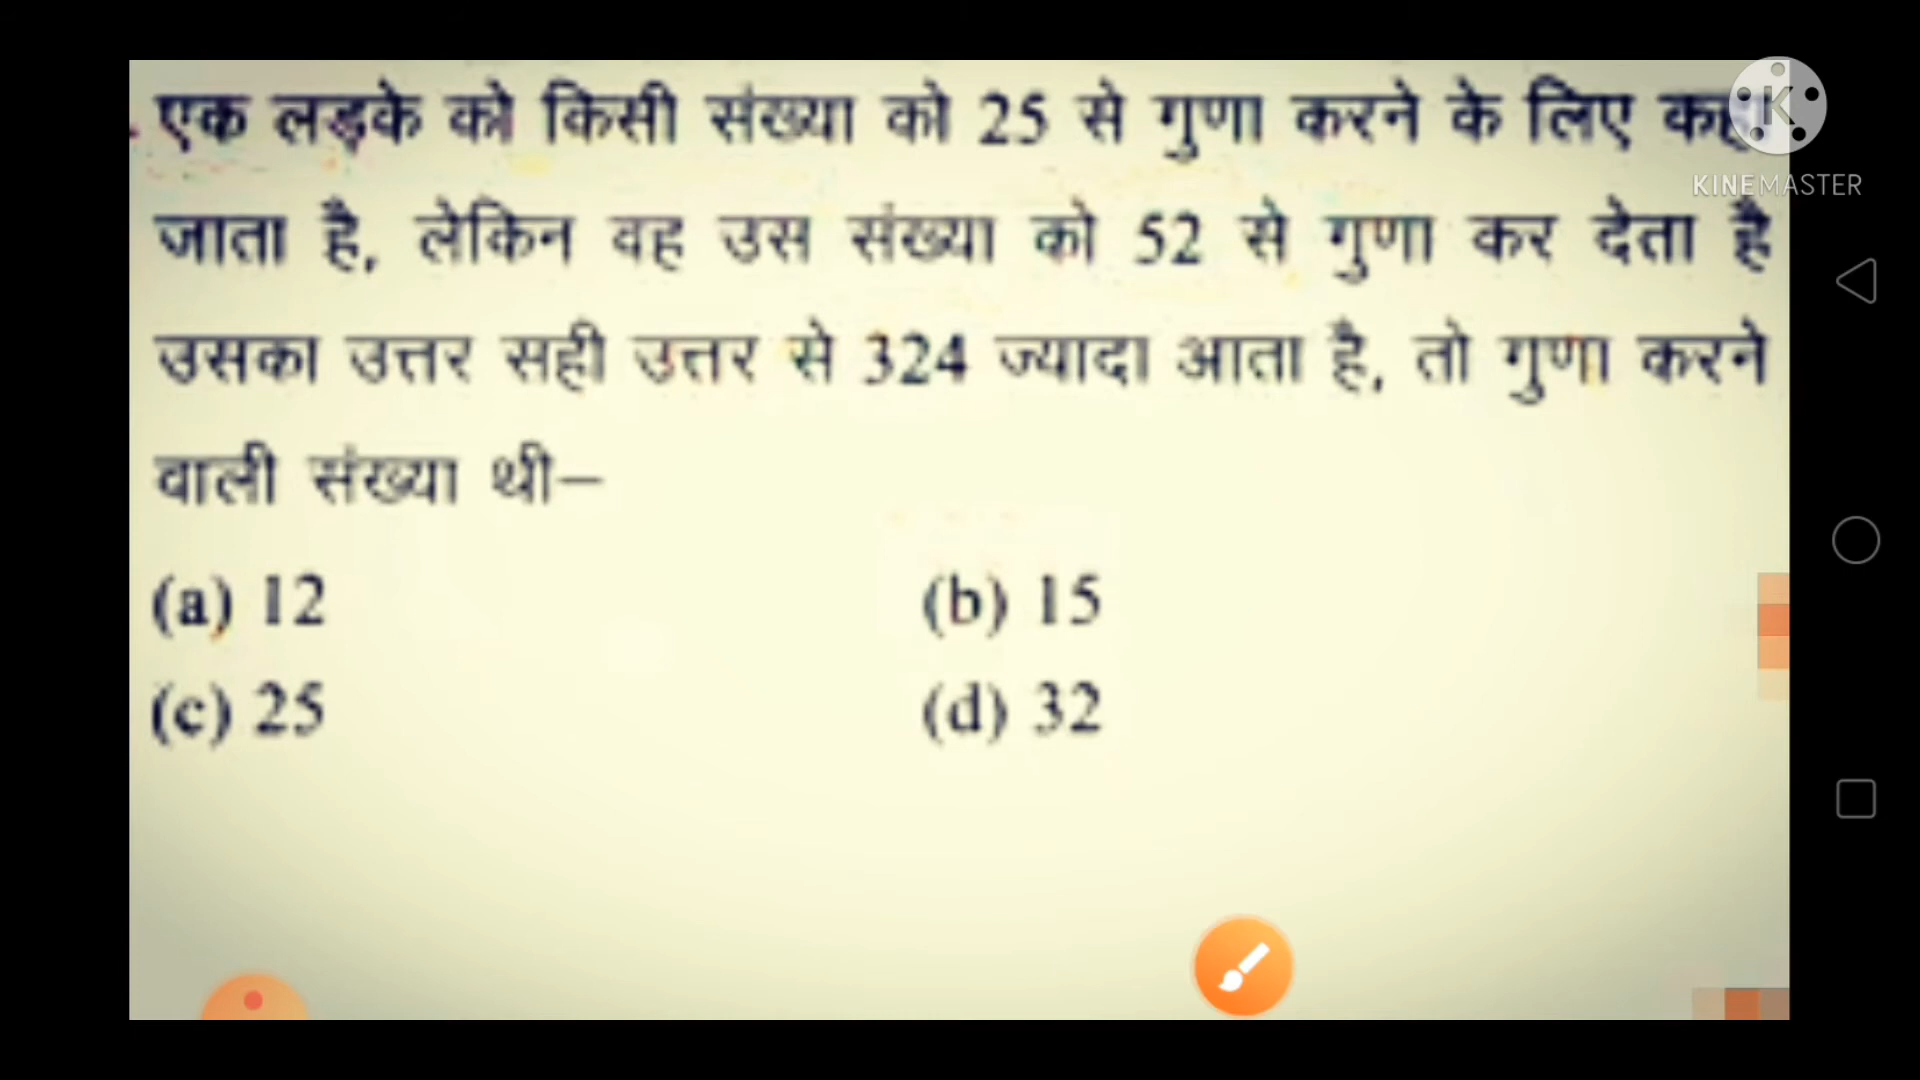 एक लड़के को किसी संख्या को 25 से गुणा करने के लिए कहा
जाता है, लेकिन वह उस संख्या को 52 से गुणा कर देता है
उसका उत्तर सही उत्तर से 324 ज्यादा आता है, तो गुणा करने
वाली संख्या थी–
(a) 12 (b) 15
(c) 25 (d) 32
K
KINEMASTER